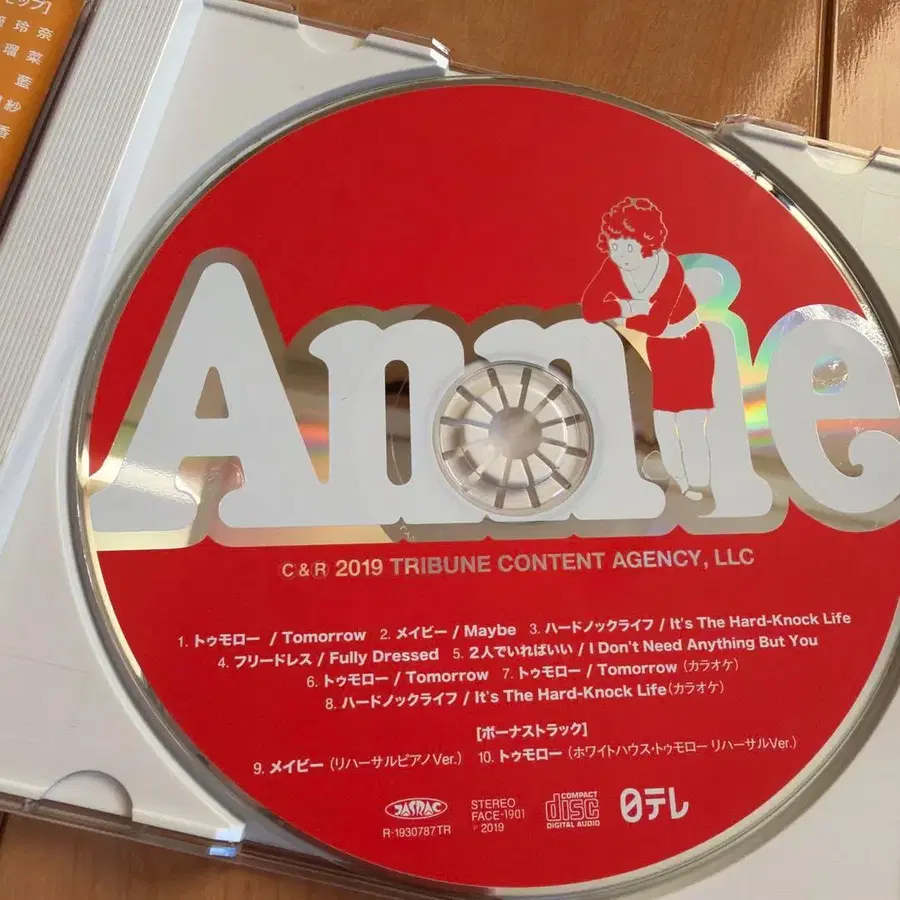 玲奈
瑠菜
藍
紗
香
Annie
Ⓒ & Ⓡ 2019 TRIBUNE CONTENT AGENCY, LLC
1. トゥモロー / Tomorrow 2. メイビー / Maybe 3. ハードノックライフ / It's The Hard-Knock Life
4. フリードレス / Fully Dressed 5. 2人でいればいい / I Don't Need Anything But You
6. トゥモロー / Tomorrow 7. トゥモロー / Tomorrow (カラオケ)
8. ハードノックライフ / It's The Hard-Knock Life(カラオケ)
[ボーナストラック]
9. メイビー (リハーサルピアノVer.) 10. トゥモロー (ホワイトハウス・トゥモロー リハーサルVer.)
JASRAC
R-1930787TR
STEREO
FACE-1901
℗ 2019
COMPACT
disc
DIGITAL AUDIO
日テレ